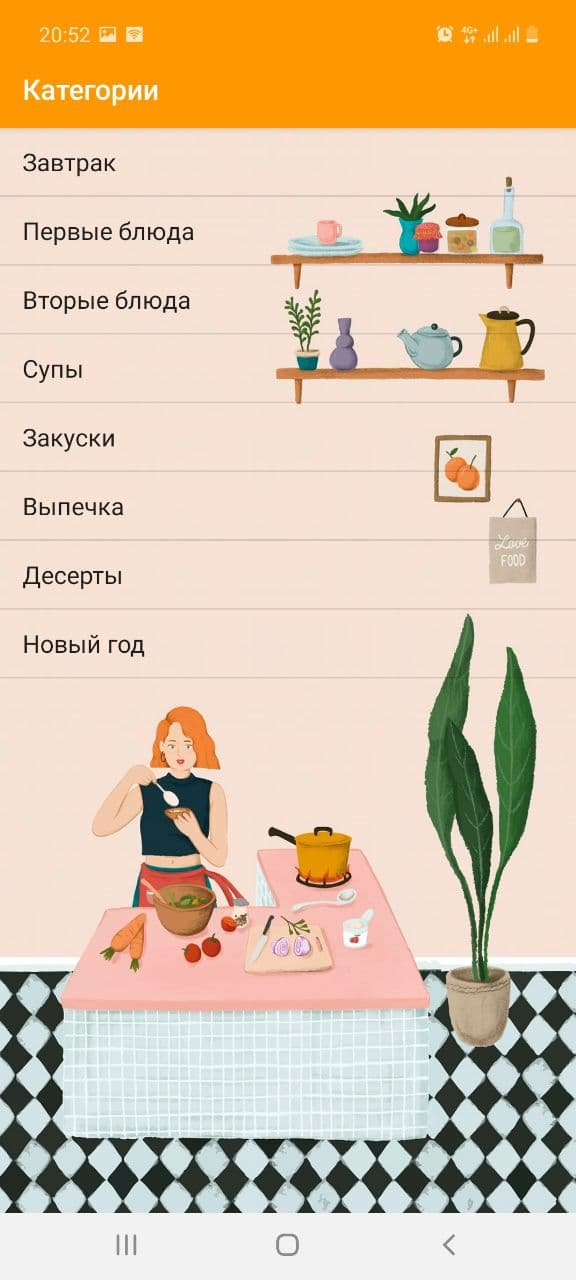 20:52 4G+
Категории
Завтрак
Первые блюда
Вторые блюда
Супы
Закуски
Выпечка
Десерты
Новый год
Love
FOOD